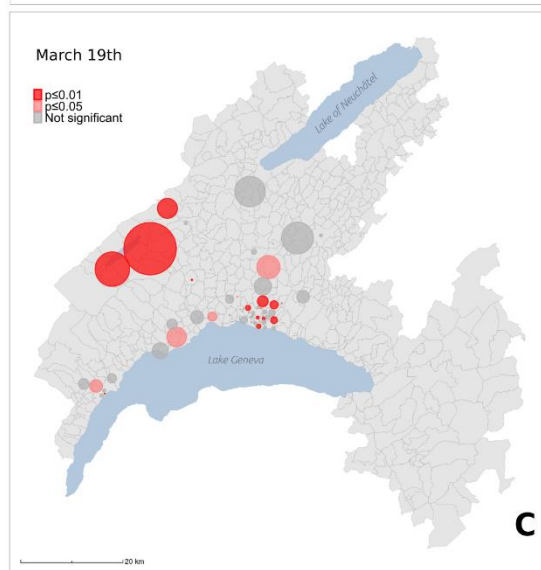 March 19th
p≤0.01
p≤0.05
Not significant
Lake of Neuchâtel
Lake Geneva
C
20 km